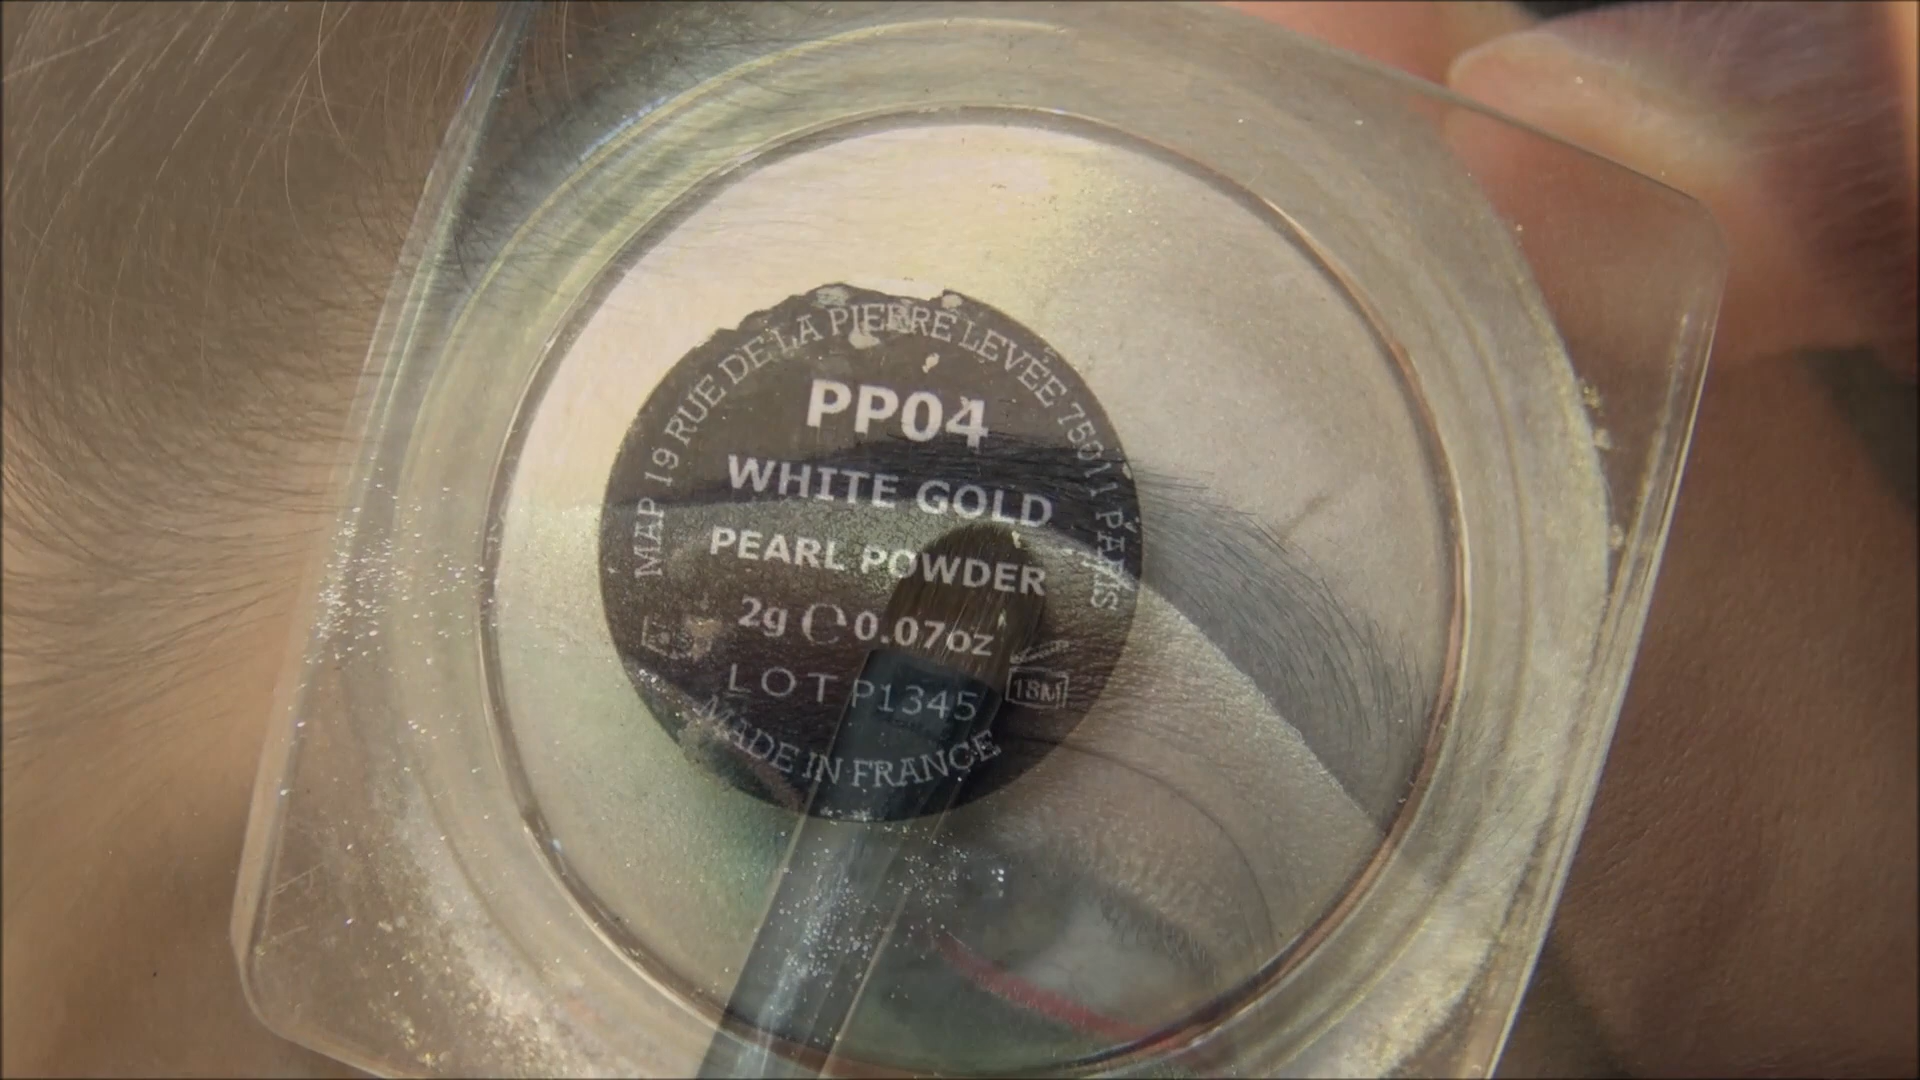 MAP 19 RUE DE LA PIERRE LEVÉE 75011 PARIS
PP04
WHITE GOLD
PEARL POWDER
2g ℮ 0.07oz
LOT P1345
18M
MADE IN FRANCE